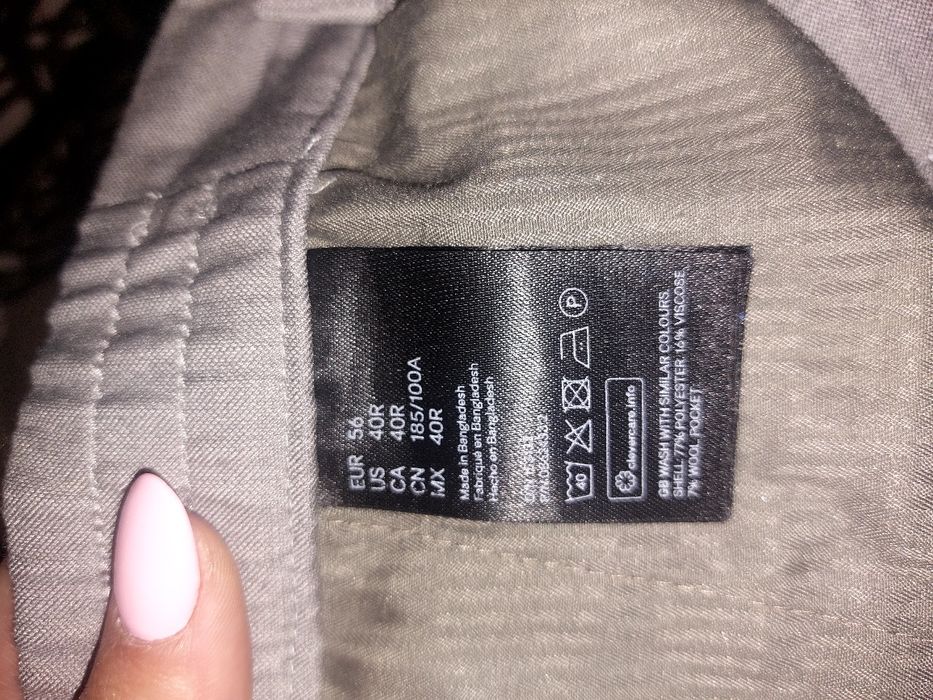 EUR 56
US 40R
CA 40R
CN 185/100A
MX 40R
Made in Bangladesh
Fabriqué en Bangladesh
Hecho en Bangladesh
40
P
clevercare.info
GB WASH WITH SIMILAR COLOURS.
SHELL: 77% POLYESTER. 16% VISCOSE.
7% WOOL. POCKET